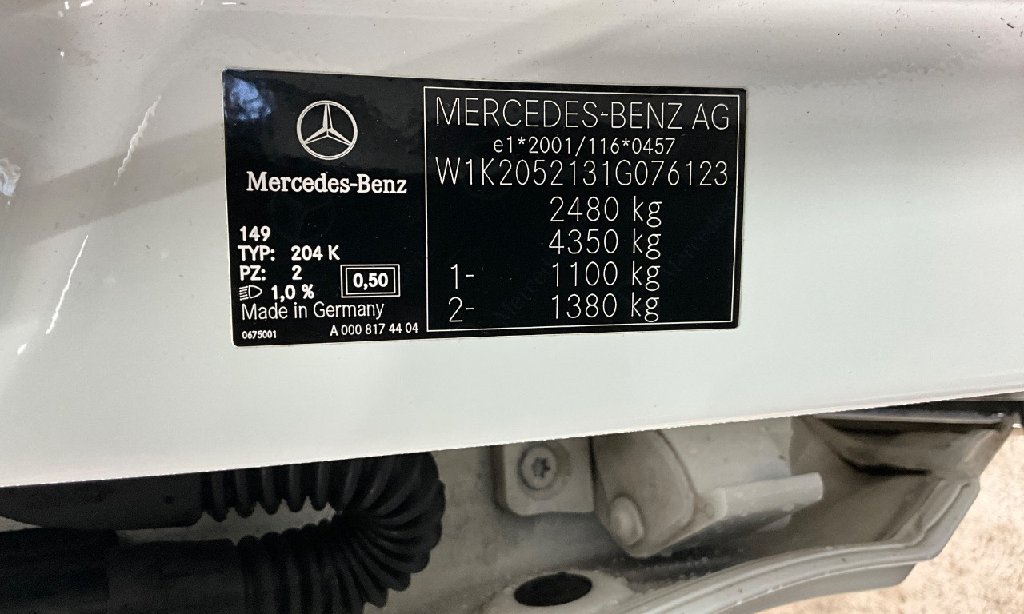 Mercedes-Benz
149
TYP: 204 K
PZ: 2
1,0 %
0,50
Made in Germany
0675001
A 000 817 44 04
MERCEDES-BENZ AG
e1*2001/116*0457
W1K2052131G076123
2480 kg
4350 kg
1- 1100 kg
2- 1380 kg